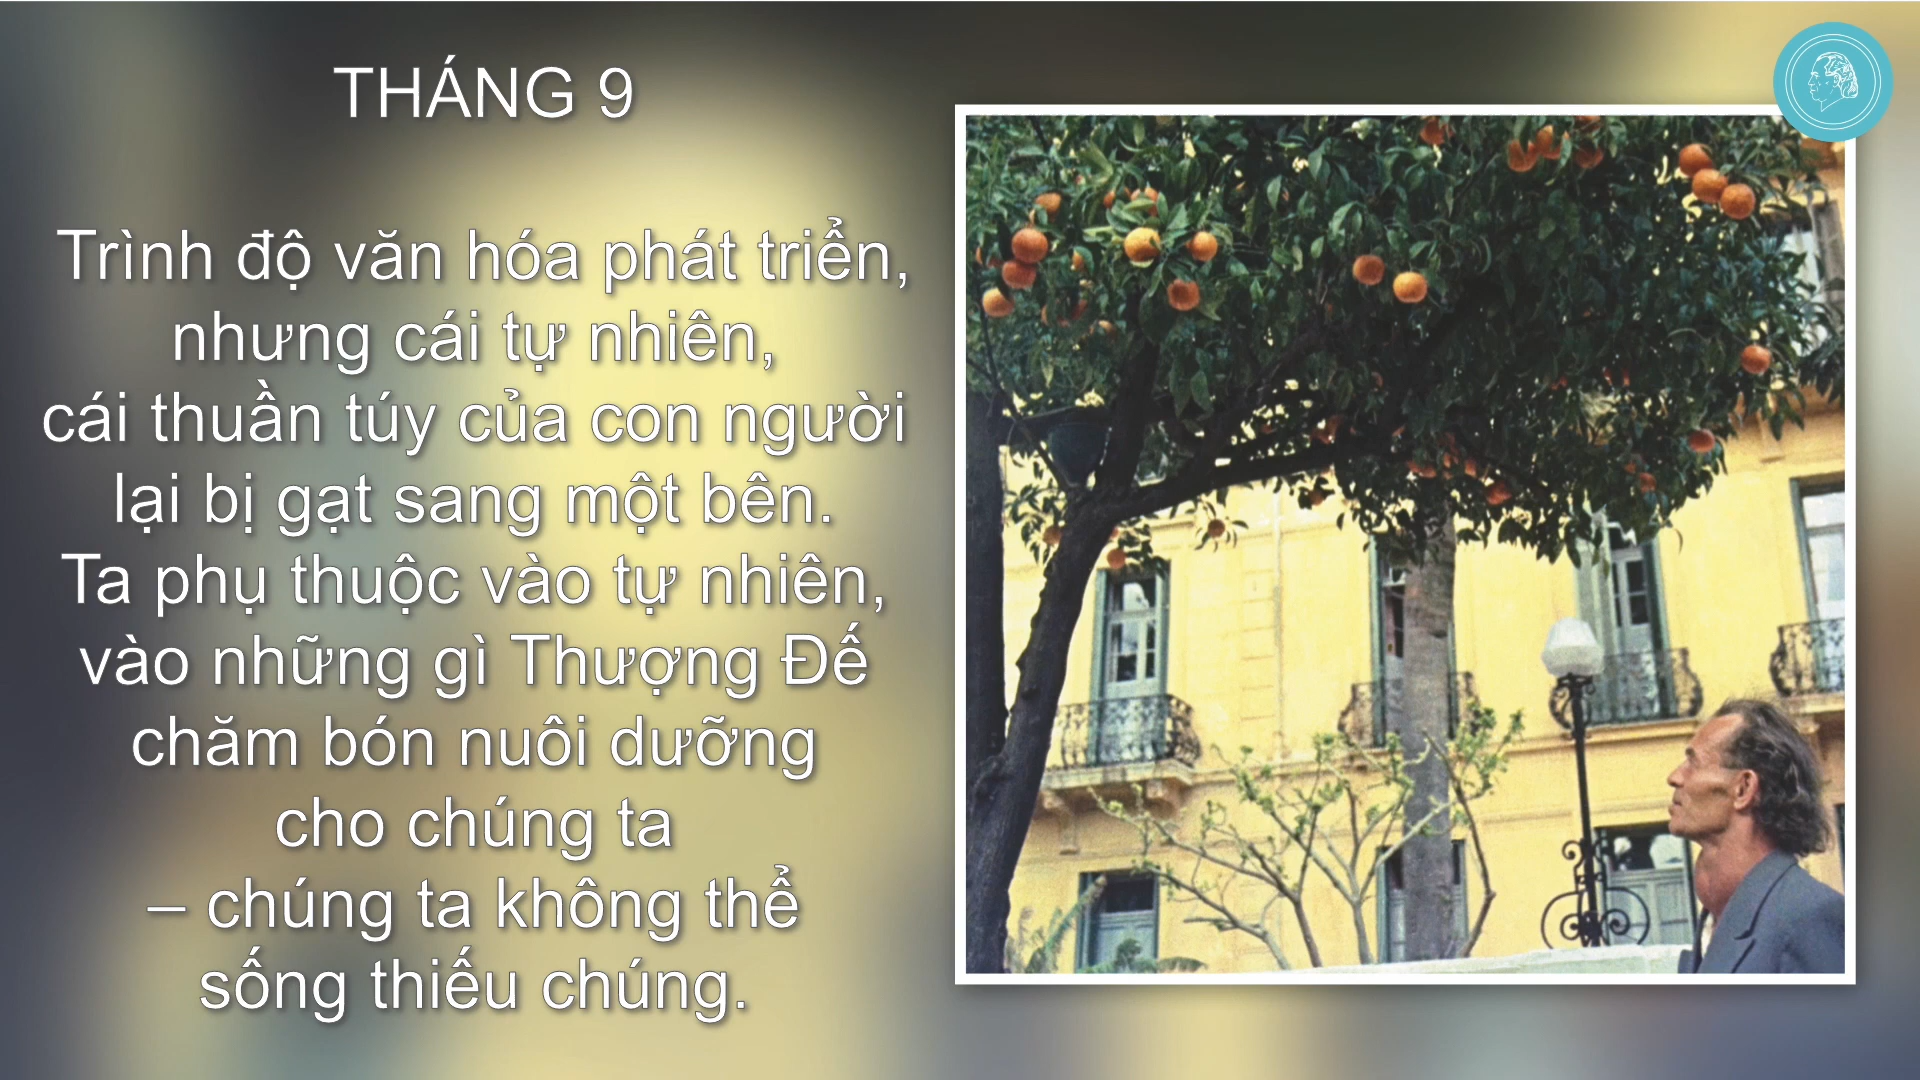 THÁNG 9
Trình độ văn hóa phát triển,
nhưng cái tự nhiên,
cái thuần túy của con người
lại bị gạt sang một bên.
Ta phụ thuộc vào tự nhiên,
vào những gì Thượng Đế
chăm bón nuôi dưỡng
cho chúng ta
– chúng ta không thể
sống thiếu chúng.